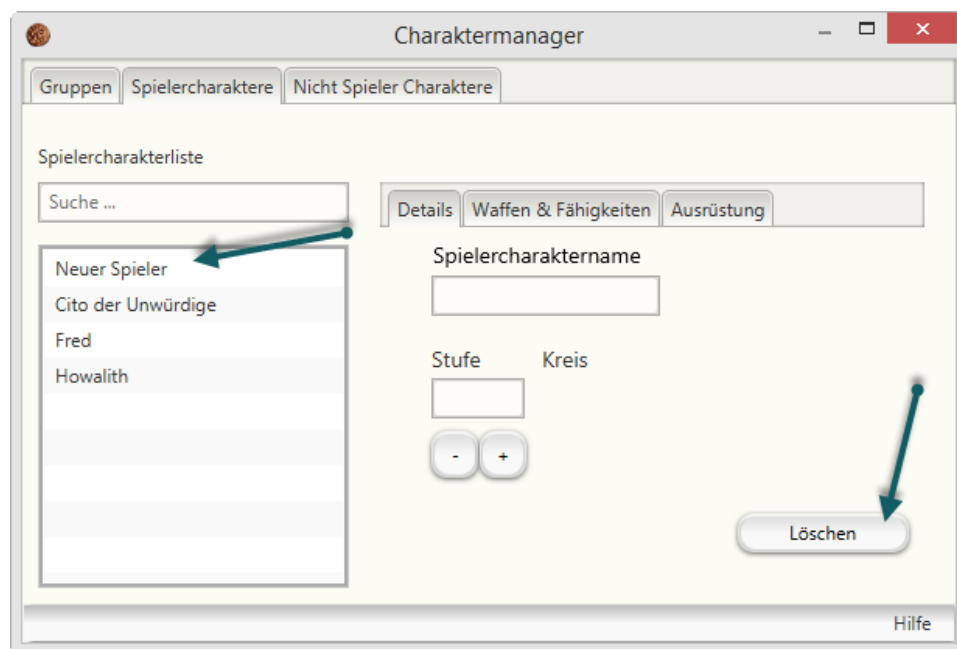 Charaktermanager
Gruppen Spielercharaktere Nicht Spieler Charaktere
Spielercharakterliste
Suche ...
Neuer Spieler
Cito der Unwürdige
Fred
Howalith
Details Waffen & Fähigkeiten Ausrüstung
Spielercharaktername
Stufe Kreis
- +
Löschen
Hilfe